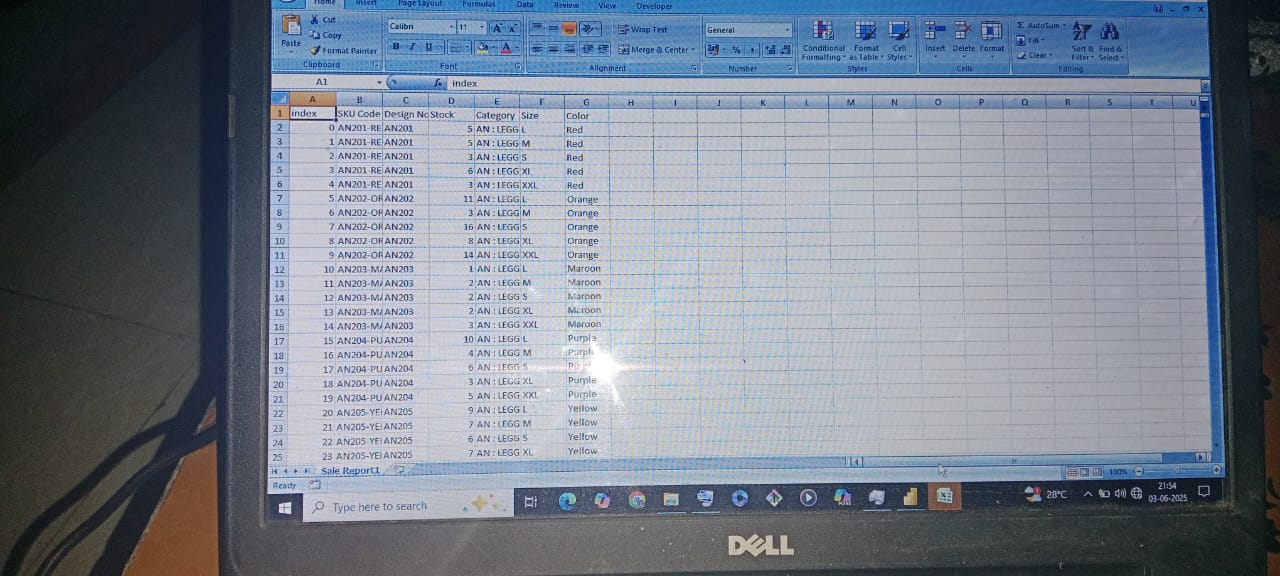 Home Insert Page Layout Formulas Data Review View Developer
Cut
Copy
Format Painter
Paste
Clipboard
Calibri 11
B I U
Font
Wrap Text
Merge & Center
Alignment
General
Number
Conditional Formatting Format as Table Cell Styles
Styles
Insert Delete Format
Cells
AutoSum
Fill
Clear
Sort & Filter Find & Select
Editing
A1 fx index
A B C D E F G H I J K L M N O P Q R S T U
1 index SKU Code Design No Stock Category Size Color
2 0 AN201-RE AN201 5 AN : LEGG L Red
3 1 AN201-RE AN201 5 AN : LEGG M Red
4 2 AN201-RE AN201 3 AN : LEGG S Red
5 3 AN201-RE AN201 6 AN : LEGG XL Red
6 4 AN201-RE AN201 3 AN : LEGG XXL Red
7 5 AN202-OF AN202 11 AN : LEGG L Orange
8 6 AN202-OF AN202 3 AN : LEGG M Orange
9 7 AN202-OF AN202 16 AN : LEGG S Orange
10 8 AN202-OF AN202 8 AN : LEGG XL Orange
11 9 AN202-OF AN202 14 AN : LEGG XXL Orange
12 10 AN203-MA AN203 1 AN : LEGG L Maroon
13 11 AN203-MA AN203 2 AN : LEGG M Maroon
14 12 AN203-MA AN203 2 AN : LEGG S Maroon
15 13 AN203-MA AN203 2 AN : LEGG XL Maroon
16 14 AN203-MA AN203 3 AN : LEGG XXL Maroon
17 15 AN204-PU AN204 10 AN : LEGG L Purple
18 16 AN204-PU AN204 4 AN : LEGG M Purple
19 17 AN204-PU AN204 6 AN : LEGG S
20 18 AN204-PU AN204 3 AN : LEGG XL Purple
21 19 AN204-PU AN204 5 AN : LEGG XXL Purple
22 20 AN205-YE AN205 9 AN : LEGG L Yellow
23 21 AN205-YE AN205 7 AN : LEGG M Yellow
24 22 AN205-YE AN205 6 AN : LEGG S Yellow
25 23 AN205-YE AN205 7 AN : LEGG XL Yellow
Sale Report1
Ready 100%
Type here to search 28°C
21:54
03-06-2025
DELL